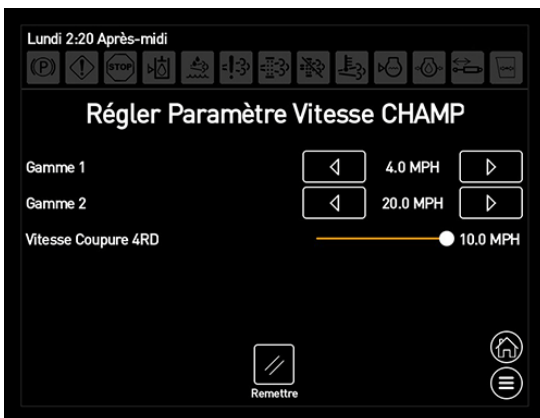 Lundi 2:20 Après-midi
(P) STOP
Régler Paramètre Vitesse CHAMP
Gamme 1 4.0 MPH
Gamme 2 20.0 MPH
Vitesse Coupure 4RD 10.0 MPH
Remettre